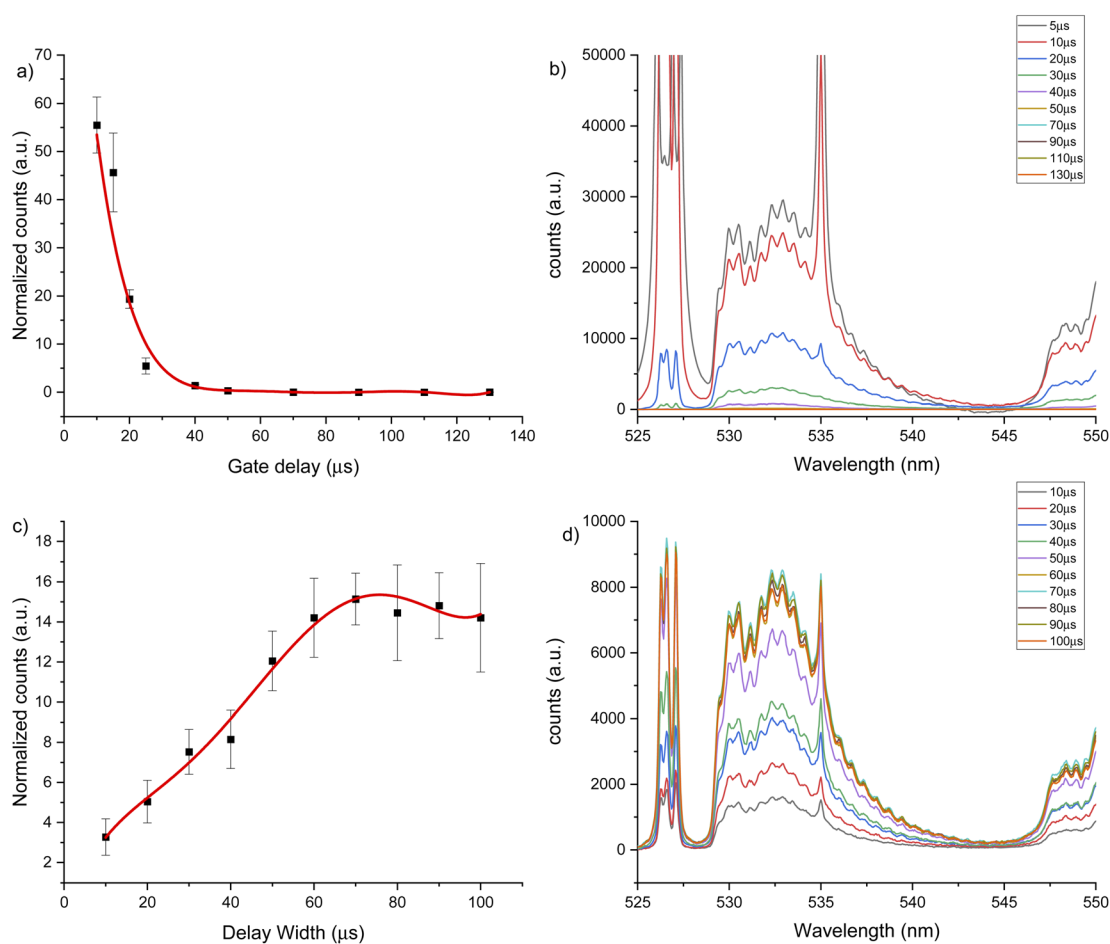 a)
Normalized counts (a.u.)
70
60
50
40
30
20
10
0
0 20 40 60 80 100 120 140
Gate delay (μs)
b)
counts (a.u.)
50000
40000
30000
20000
10000
0
525 530 535 540 545 550
Wavelength (nm)
5μs
10μs
20μs
30μs
40μs
50μs
70μs
90μs
110μs
130μs
c)
Normalized counts (a.u.)
18
16
14
12
10
8
6
4
2
0 20 40 60 80 100
Delay Width (μs)
d)
counts (a.u.)
10000
8000
6000
4000
2000
0
525 530 535 540 545 550
Wavelength (nm)
10μs
20μs
30μs
40μs
50μs
60μs
70μs
80μs
90μs
100μs